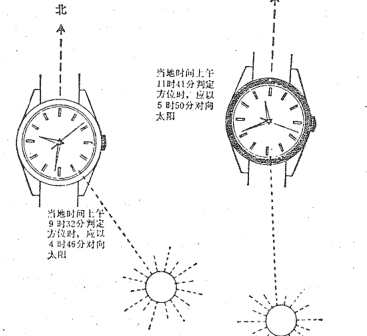 北
当地时间上午
11时41分判定
方位时，应以
5时50分对向
太阳
当地时间上午
9时32分判定
方位时，应以
4时46分对向
太阳